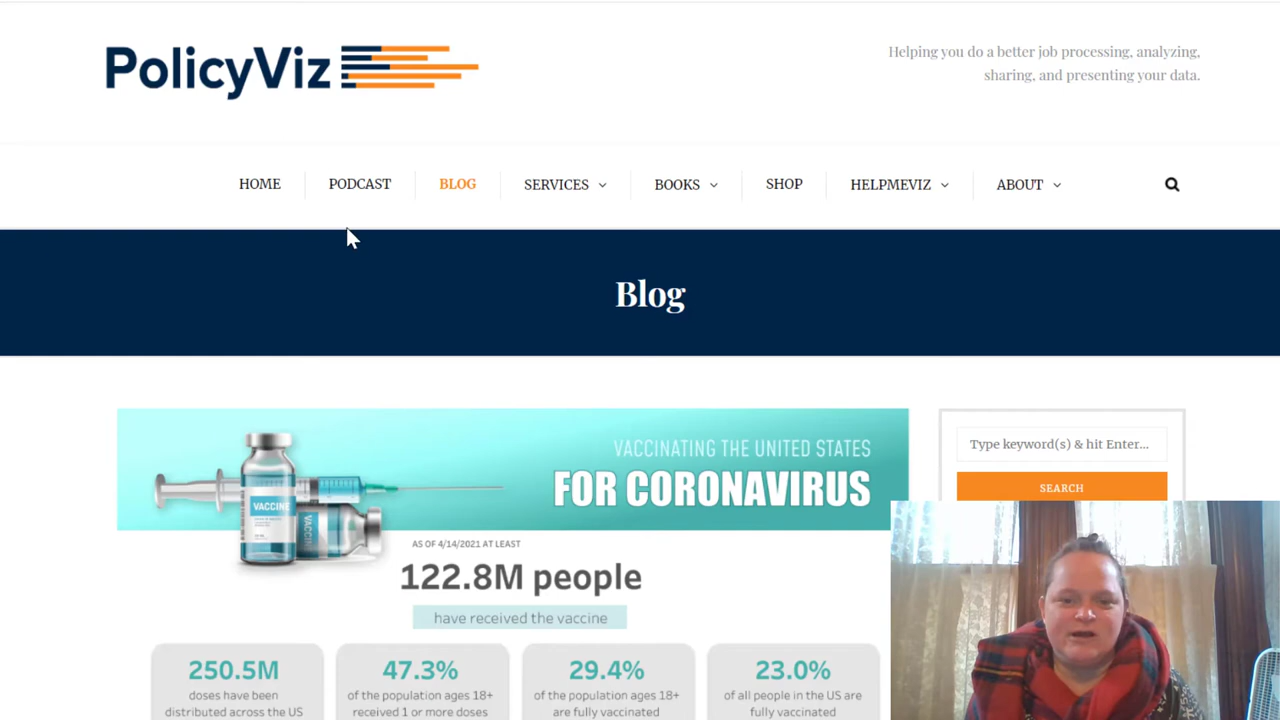 PolicyViz
Helping you do a better job processing, analyzing,
sharing, and presenting your data.
HOME PODCAST BLOG SERVICES BOOKS SHOP HELPMEVIZ ABOUT
Blog
VACCINATING THE UNITED STATES
FOR CORONAVIRUS
VACCINE
VACCINE
Type keyword(s) & hit Enter...
SEARCH
AS OF 4/14/2021 AT LEAST
122.8M people
have received the vaccine
250.5M
doses have been
distributed across the US
47.3%
of the population ages 18+
received 1 or more doses
29.4%
of the population ages 18+
are fully vaccinated
23.0%
of all people in the US are
fully vaccinated